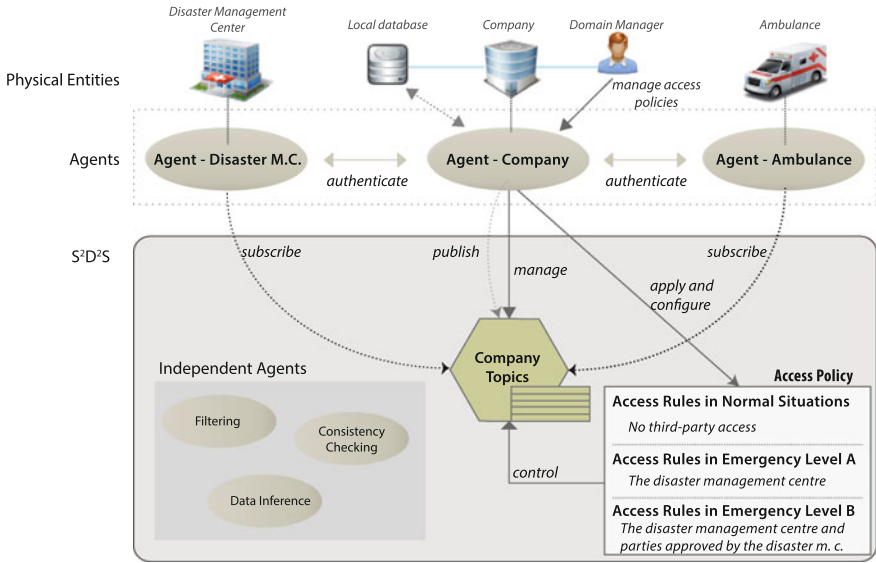 Disaster Management
Center
Local database
Company
Domain Manager
Ambulance
Physical Entities
manage access
policies
Agents
Agent - Disaster M.C.
authenticate
Agent - Company
authenticate
Agent - Ambulance
S²D²S
subscribe
publish
manage
subscribe
apply and
configure
Company
Topics
Independent Agents
Filtering
Consistency
Checking
Data Inference
control
Access Policy
Access Rules in Normal Situations
No third-party access
Access Rules in Emergency Level A
The disaster management centre
Access Rules in Emergency Level B
The disaster management centre and
parties approved by the disaster m. c.